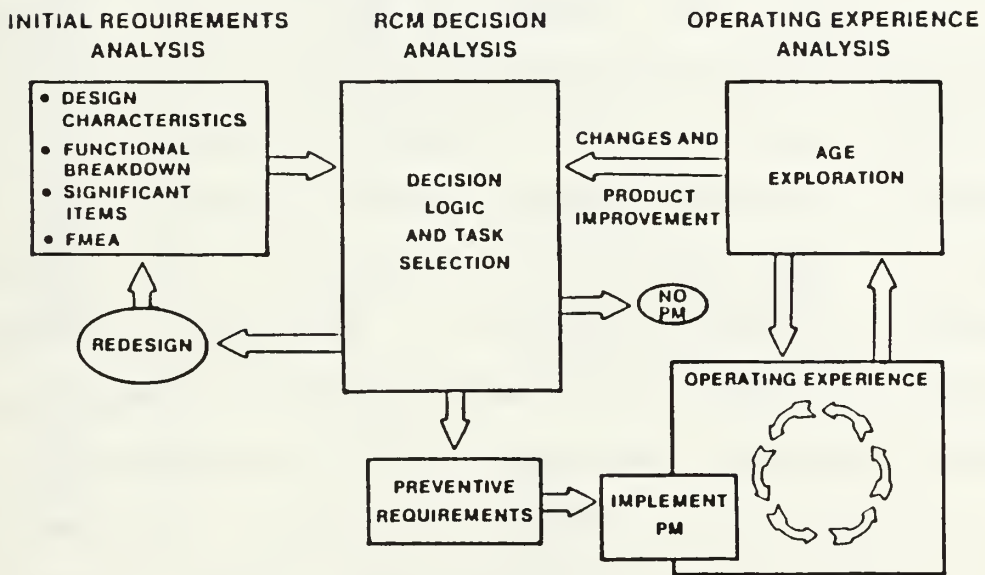 INITIAL REQUIREMENTS
ANALYSIS
• DESIGN
CHARACTERISTICS
• FUNCTIONAL
BREAKDOWN
• SIGNIFICANT
ITEMS
• FMEA
REDESIGN
RCM DECISION
ANALYSIS
DECISION
LOGIC
AND TASK
SELECTION
NO
PM
PREVENTIVE
REQUIREMENTS
OPERATING EXPERIENCE
ANALYSIS
CHANGES AND
PRODUCT
IMPROVEMENT
AGE
EXPLORATION
OPERATING EXPERIENCE
IMPLEMENT
PM